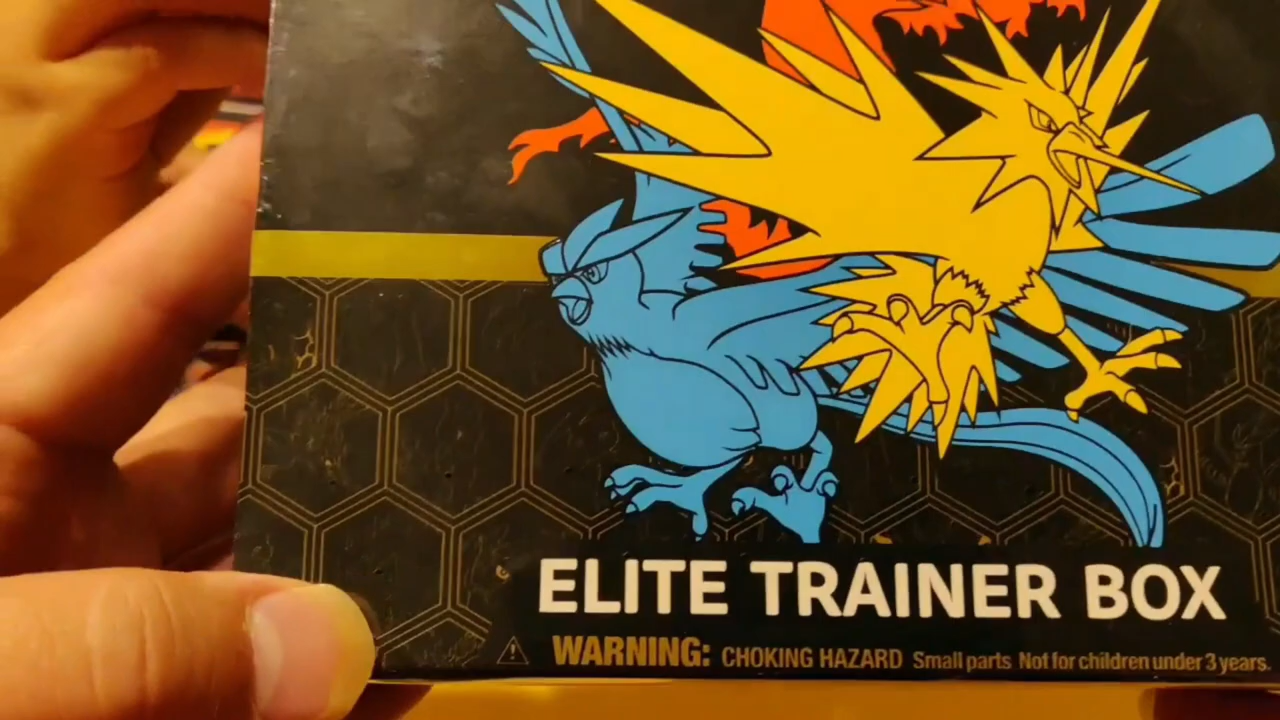 ELITE TRAINER BOX
WARNING: CHOKING HAZARD Small parts Not for children under 3 years.